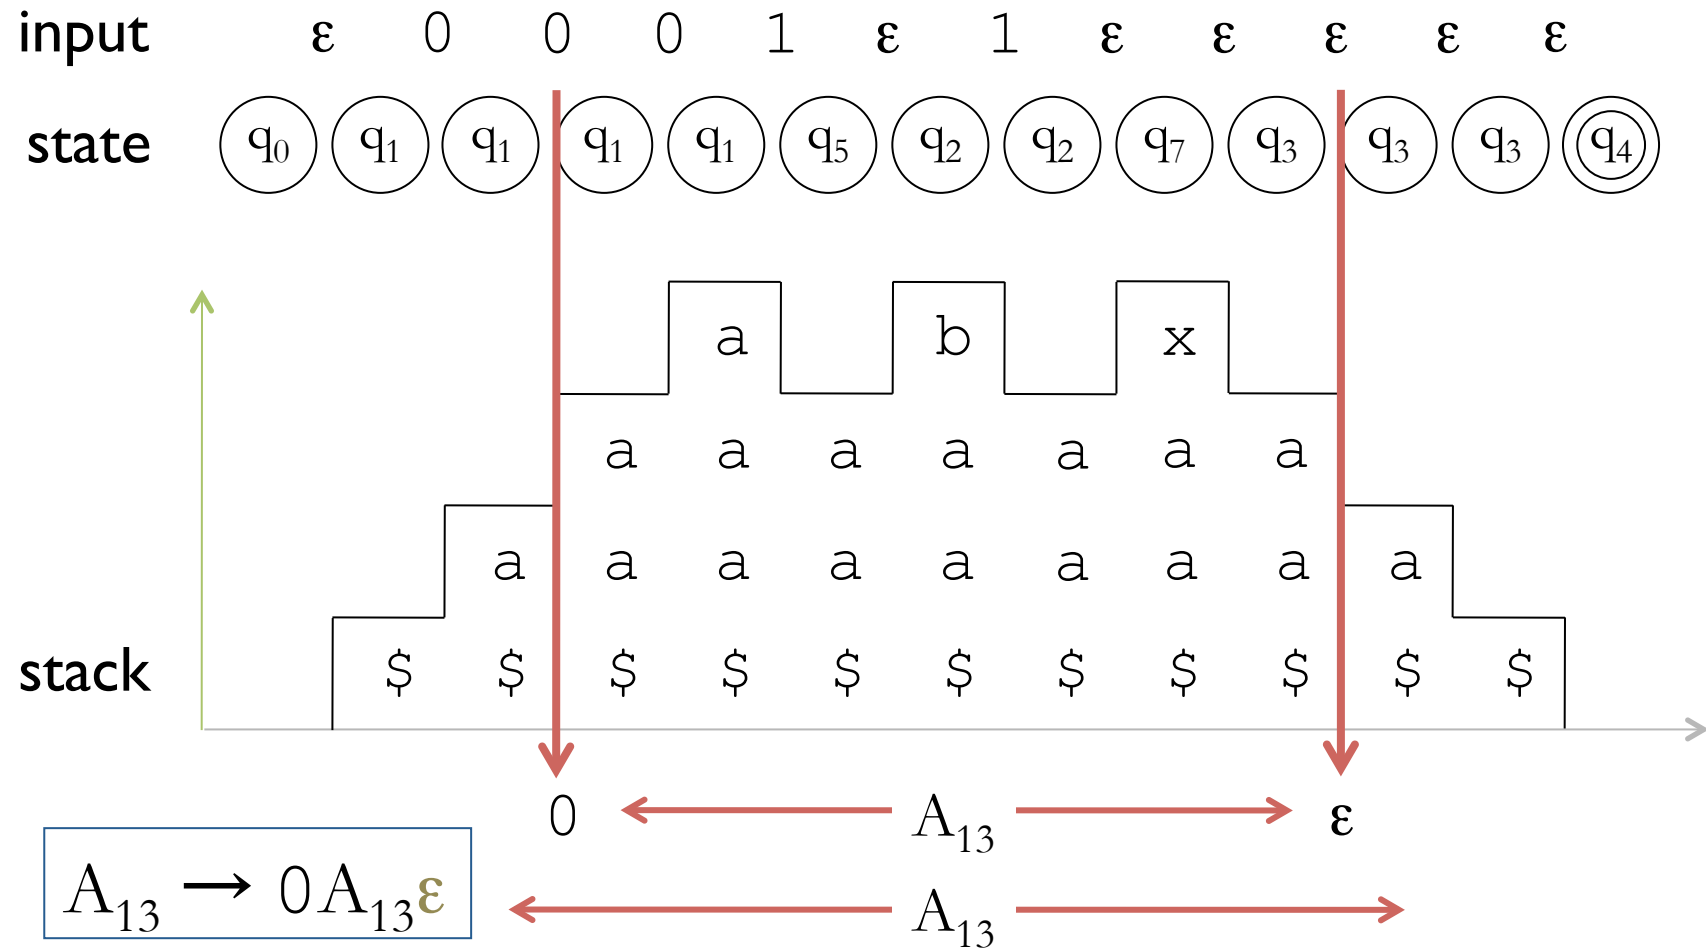 input ε 0 0 0 1 ε 1 ε ε ε ε ε
state q0 q1 q1 q1 q1 q5 q2 q2 q7 q3 q3 q3 q4
a b x
a a a a a a a
a a a a a a a a a
stack $ $ $ $ $ $ $ $ $ $ $
0 A13 ε
A13 → 0A13ε
A13